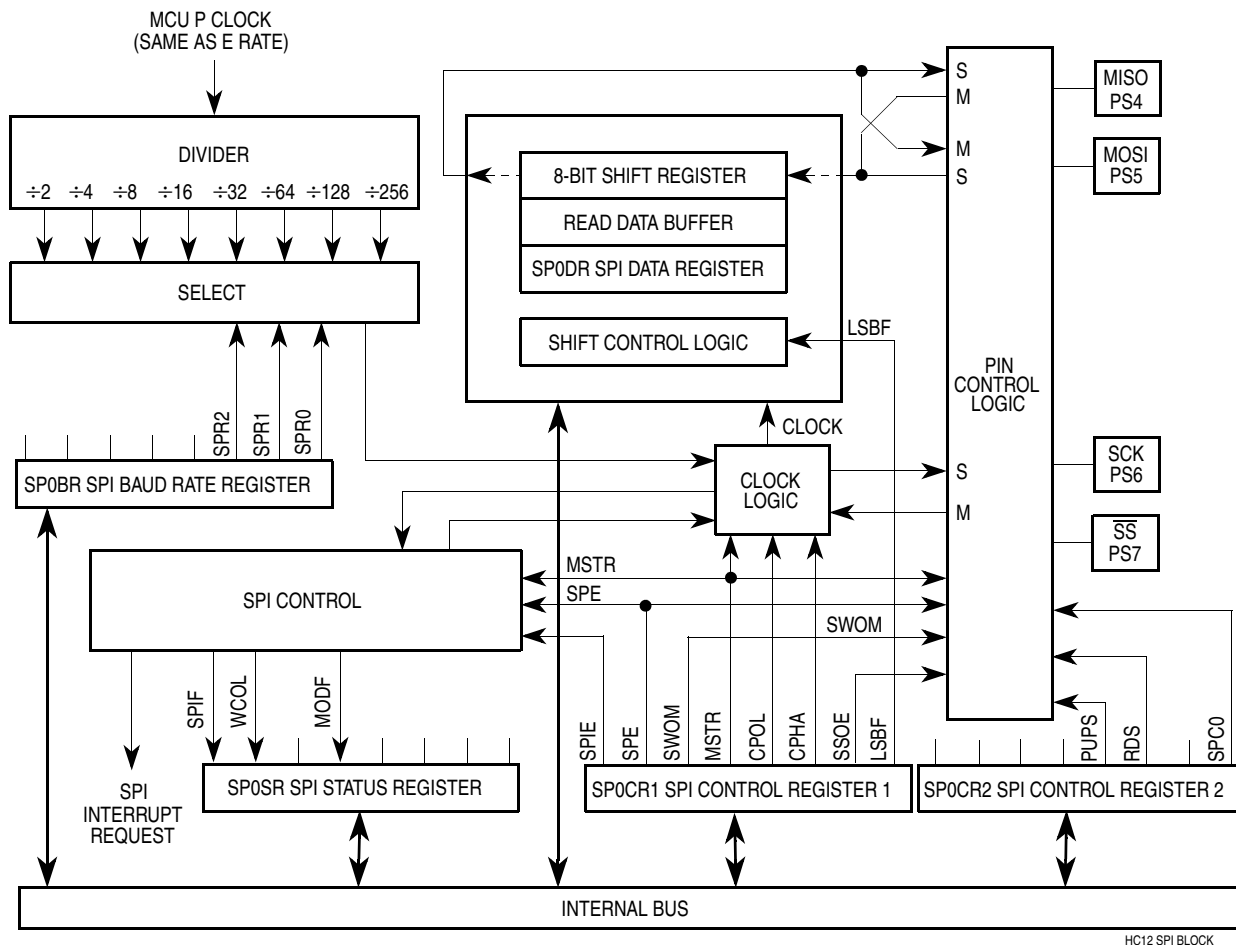 MCU P CLOCK
(SAME AS E RATE)
DIVIDER
÷2 ÷4 ÷8 ÷16 ÷32 ÷64 ÷128 ÷256
SELECT
SPR2
SPR1
SPR0
SP0BR SPI BAUD RATE REGISTER
8-BIT SHIFT REGISTER
READ DATA BUFFER
SP0DR SPI DATA REGISTER
SHIFT CONTROL LOGIC
LSBF
CLOCK
CLOCK
LOGIC
S
M
M
S
PIN
CONTROL
LOGIC
S
M
MISO
PS4
MOSI
PS5
SCK
PS6
SS
PS7
SPI CONTROL
MSTR
SPE
SWOM
SPIF
WCOL
MODF
SPI
INTERRUPT
REQUEST
SP0SR SPI STATUS REGISTER
SPIE
SPE
SWOM
MSTR
CPOL
CPHA
SSOE
LSBF
SP0CR1 SPI CONTROL REGISTER 1
PUPS
RDS
SPC0
SP0CR2 SPI CONTROL REGISTER 2
INTERNAL BUS
HC12 SPI BLOCK